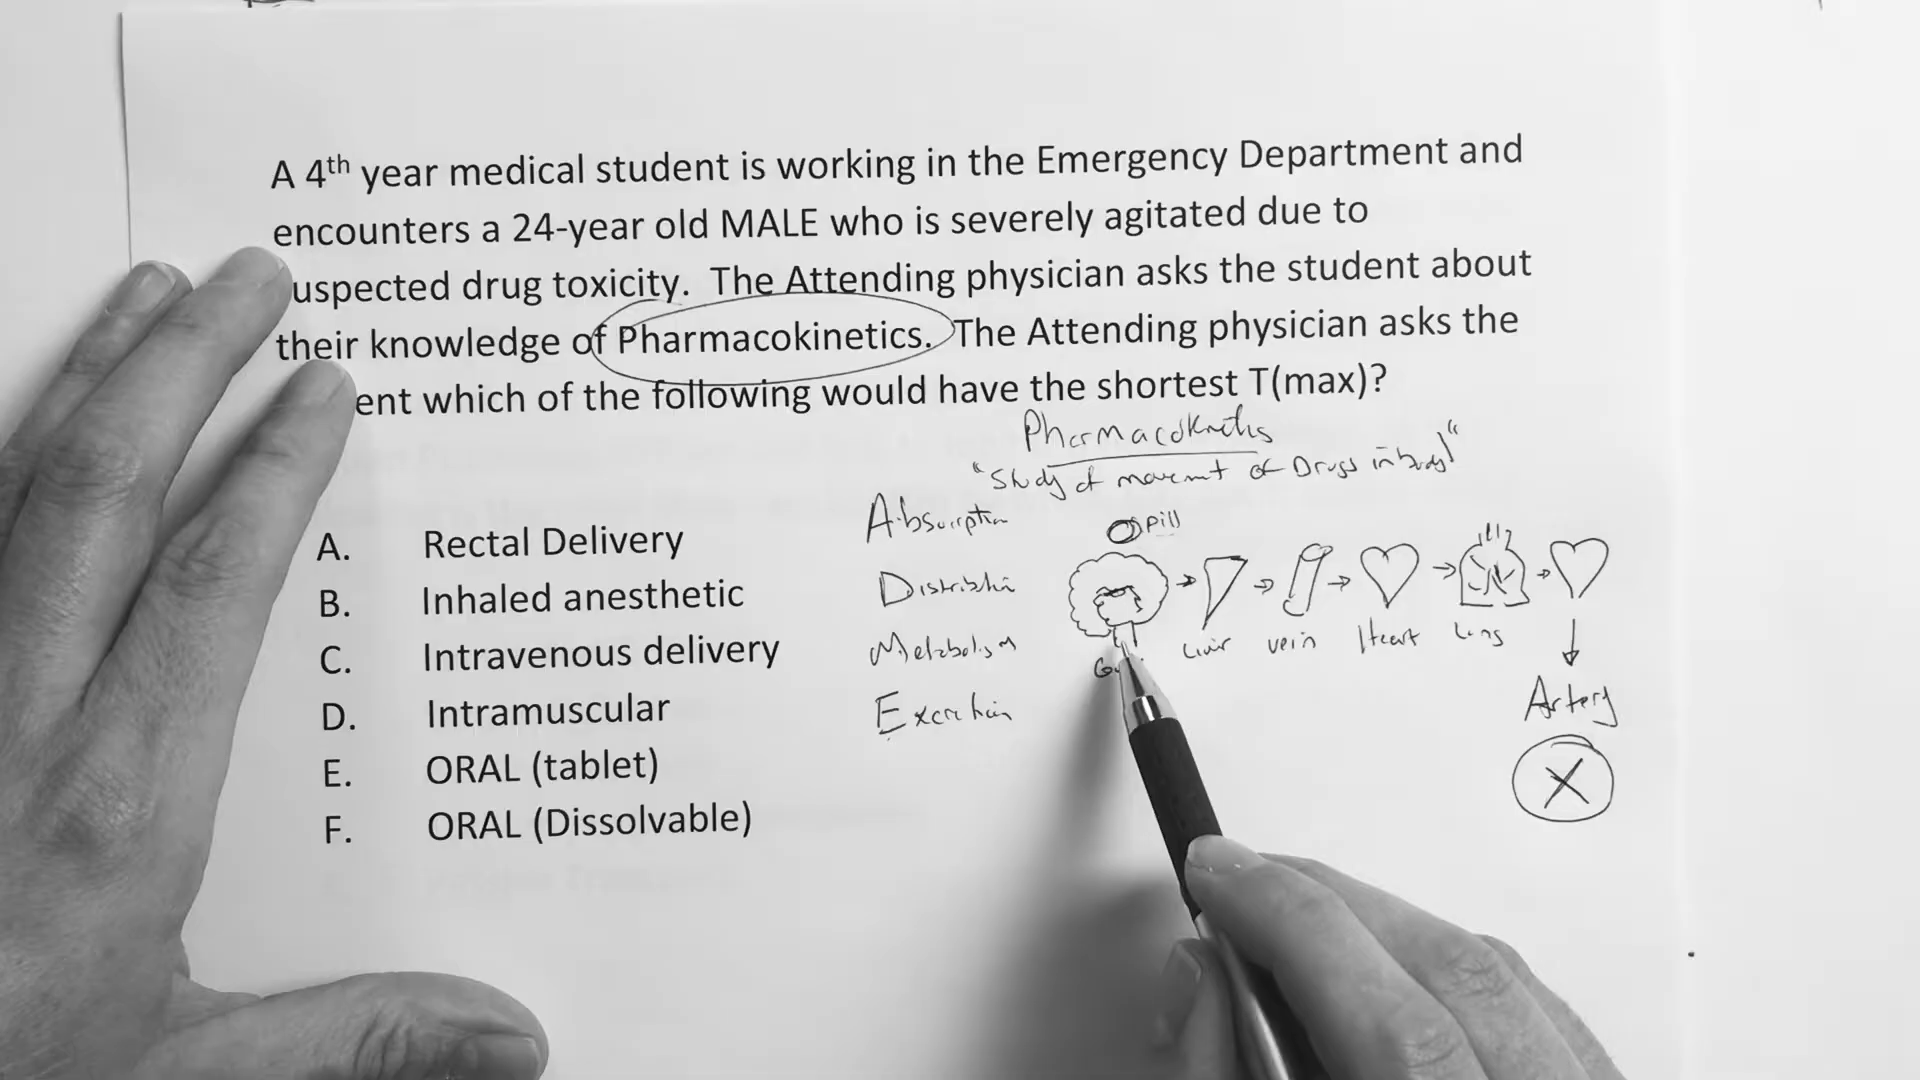 A 4th year medical student is working in the Emergency Department and
encounters a 24-year old MALE who is severely agitated due to
uspected drug toxicity. The Attending physician asks the student about
their knowledge of Pharmacokinetics. The Attending physician asks the
ent which of the following would have the shortest T(max)?
Pharmacokinetis
"Study of movement of Drugs in body"
A. Rectal Delivery
B. Inhaled anesthetic
C. Intravenous delivery
D. Intramuscular
E. ORAL (tablet)
F. ORAL (Dissolvable)
Absorption
Metabolism
Excretion
Pill
Liver vein Heart Lung
Artery
X